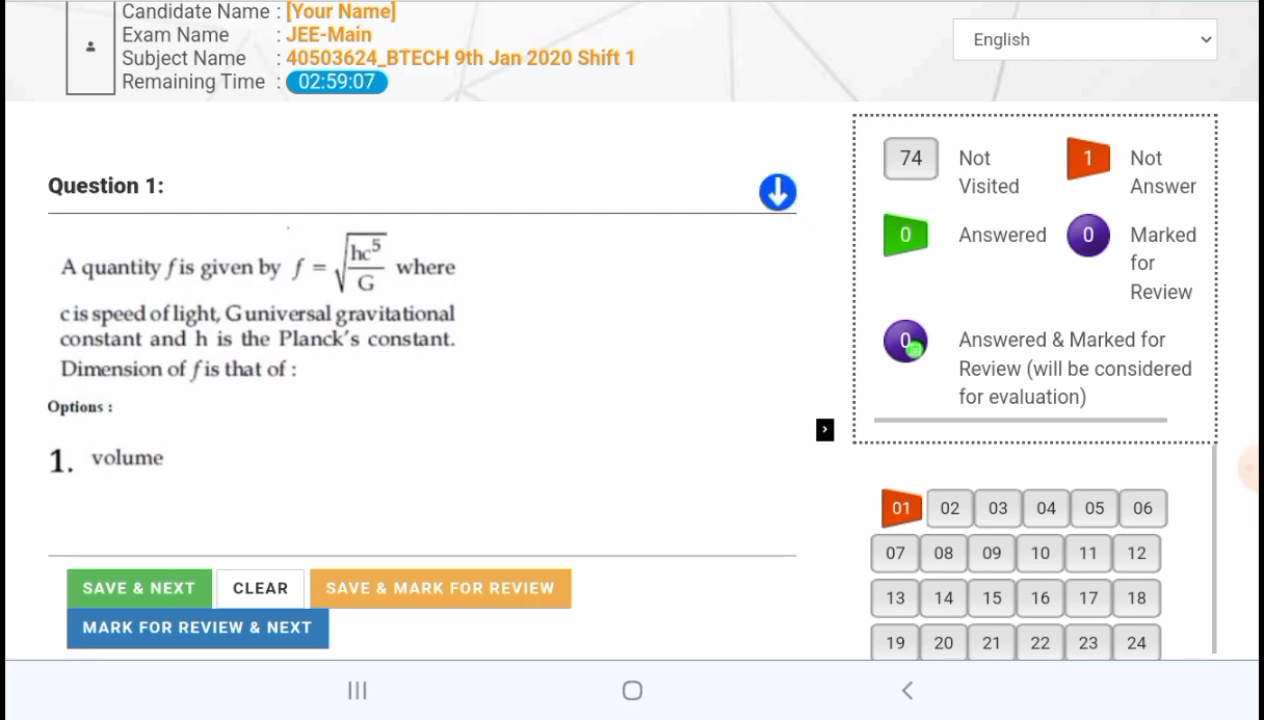 Candidate Name : [Your Name]
Exam Name : JEE-Main
Subject Name : 40503624_BTECH 9th Jan 2020 Shift 1
Remaining Time : 02:59:07
English
Question 1:
A quantity f is given by f = √(hc⁵/G) where
c is speed of light, G universal gravitational
constant and h is the Planck's constant.
Dimension of f is that of :
Options :
1. volume
SAVE & NEXT CLEAR SAVE & MARK FOR REVIEW
MARK FOR REVIEW & NEXT
74 Not Visited
1 Not Answer
0 Answered
0 Marked for Review
0 Answered & Marked for
Review (will be considered
for evaluation)
01 02 03 04 05 06
07 08 09 10 11 12
13 14 15 16 17 18
19 20 21 22 23 24